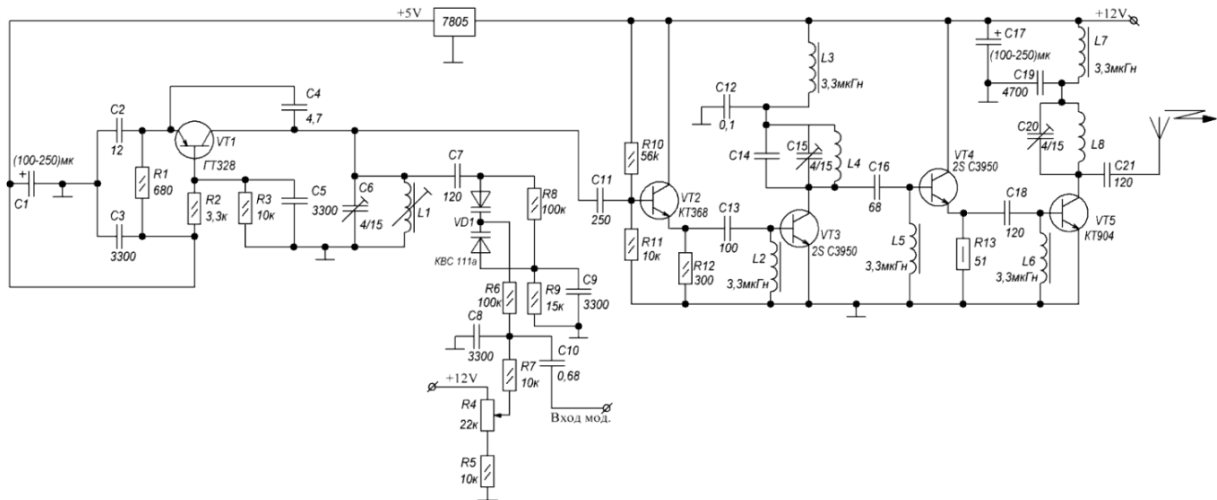 +5V
7805
+12V
+ C17
(100-250)мк
L7
3,3мкГн
C19
4700
L3
3,3мкГн
C12
0,1
C2
12
C4
4,7
VT1
ГТ328
R1
680
(100-250)мк
+
C1
C3
3300
R2
3,3к
R3
10к
C5
3300
C6
4/15
L1
C7
120
VD1
КВС 111а
R8
100к
R6
100к
R9
15к
C9
3300
C8
3300
R7
10к
C10
0,68
+12V
R4
22к
Вход мод.
R5
10к
C11
250
R10
56k
R11
10к
VT2
КТ368
C13
100
R12
300
L2
3,3мкГн
C14
C15
4/15
L4
VT3
2S C3950
C16
68
L5
3,3мкГн
VT4
2S C3950
C18
120
R13
51
L6
3,3мкГн
C20
4/15
L8
C21
120
VT5
КТ904